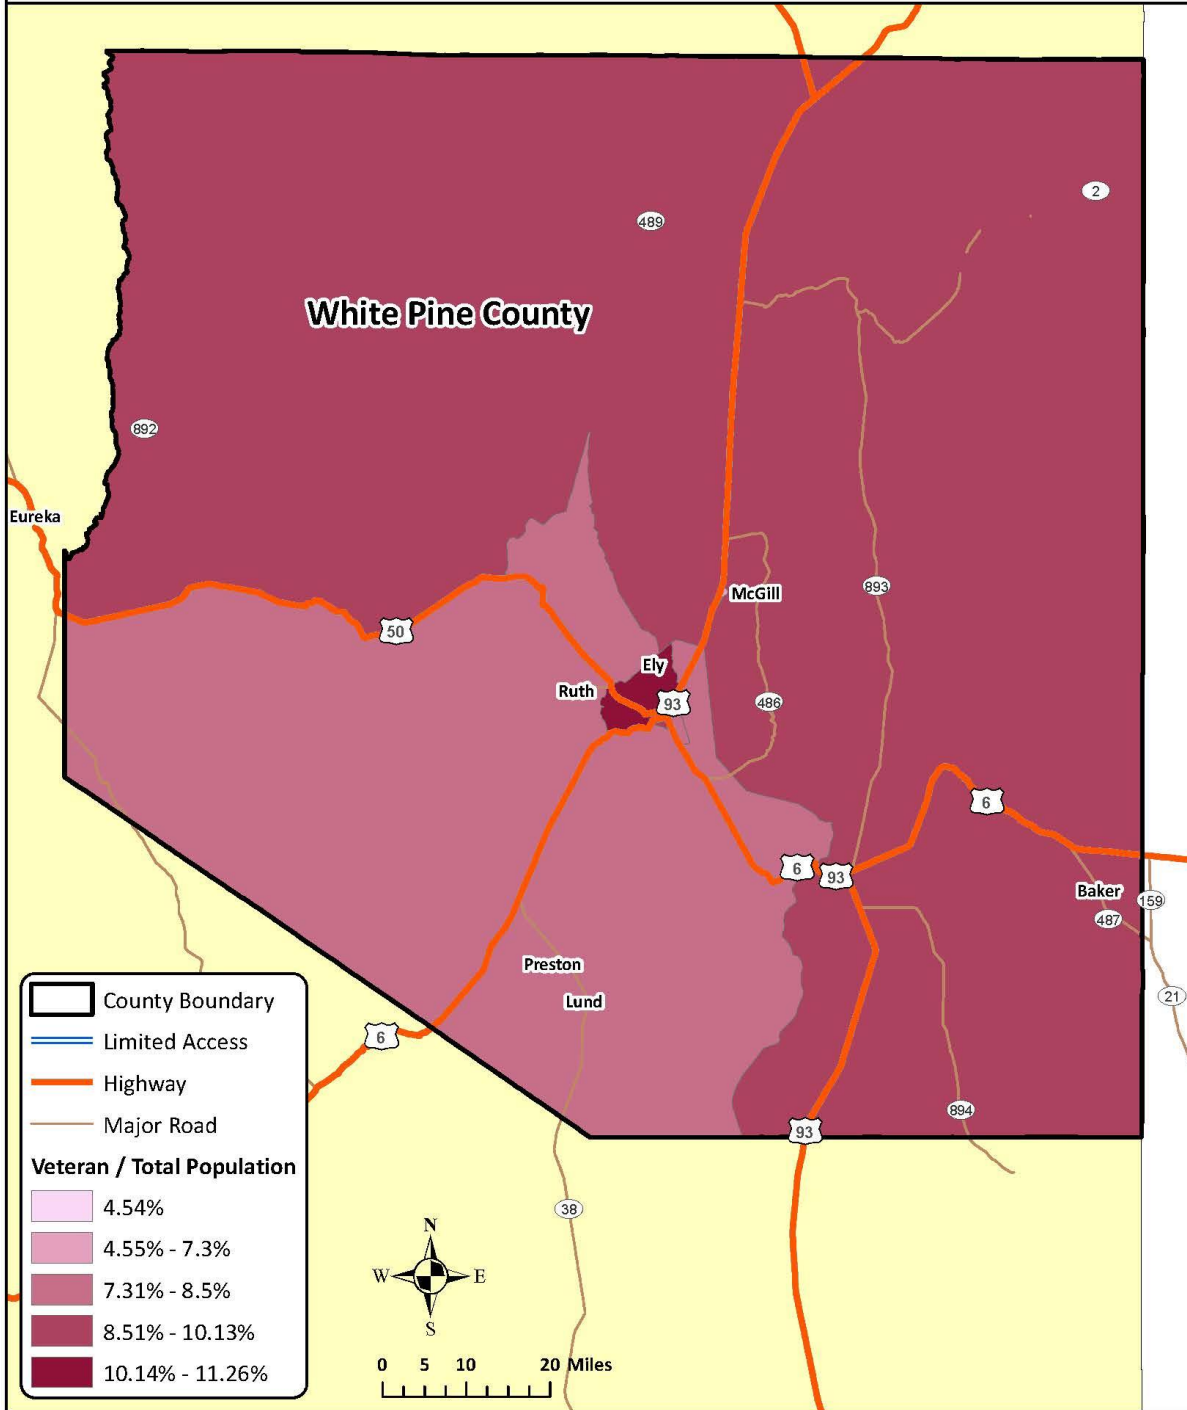 2
489
White Pine County
892
Eureka
McGill
893
50
Ely
Ruth
93
486
6
6
93
Baker
159
487
Preston
Lund
21
6
894
93
38
County Boundary
Limited Access
Highway
Major Road
Veteran / Total Population
4.54%
4.55% - 7.3%
7.31% - 8.5%
8.51% - 10.13%
10.14% - 11.26%
N
W E
S
0 5 10 20 Miles